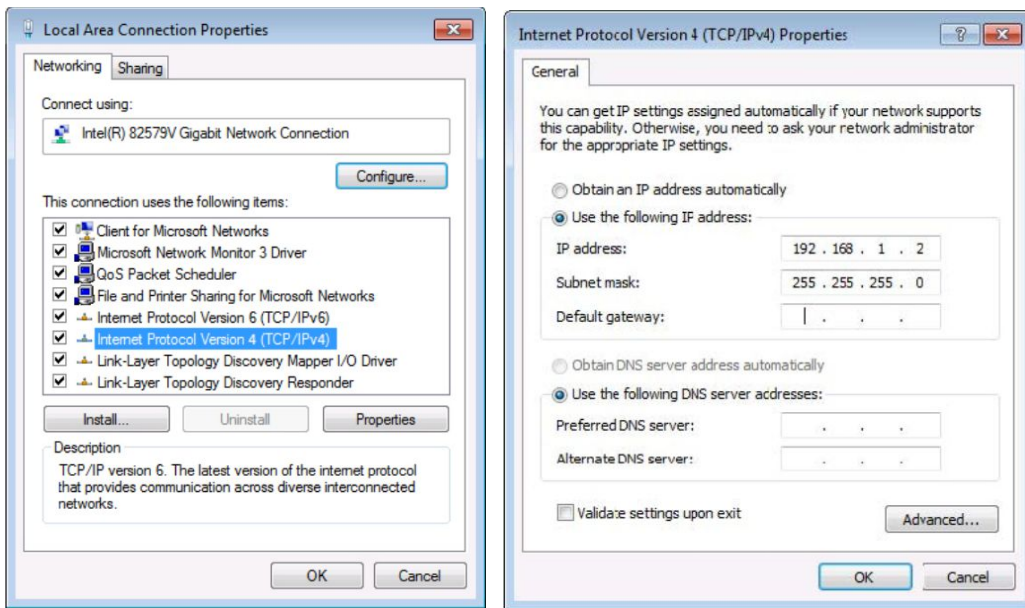 Local Area Connection Properties
Networking
Sharing
Connect using:
Intel(R) 82579V Gigabit Network Connection
Configure...
This connection uses the following items:
Client for Microsoft Networks
Microsoft Network Monitor 3 Driver
QoS Packet Scheduler
File and Printer Sharing for Microsoft Networks
Internet Protocol Version 6 (TCP/IPv6)
Internet Protocol Version 4 (TCP/IPv4)
Link-Layer Topology Discovery Mapper I/O Driver
Link-Layer Topology Discovery Responder
Install...
Uninstall
Properties
Description
TCP/IP version 6. The latest version of the internet protocol
that provides communication across diverse interconnected
networks.
OK
Cancel
Internet Protocol Version 4 (TCP/IPv4) Properties
General
You can get IP settings assigned automatically if your network supports
this capability. Otherwise, you need to ask your network administrator
for the appropriate IP settings.
Obtain an IP address automatically
Use the following IP address:
IP address:
192 . 168 . 1 . 2
Subnet mask:
255 . 255 . 255 . 0
Default gateway:
. . .
Obtain DNS server address automatically
Use the following DNS server addresses:
Preferred DNS server:
. . .
Alternate DNS server:
. . .
Validate settings upon exit
Advanced...
OK
Cancel